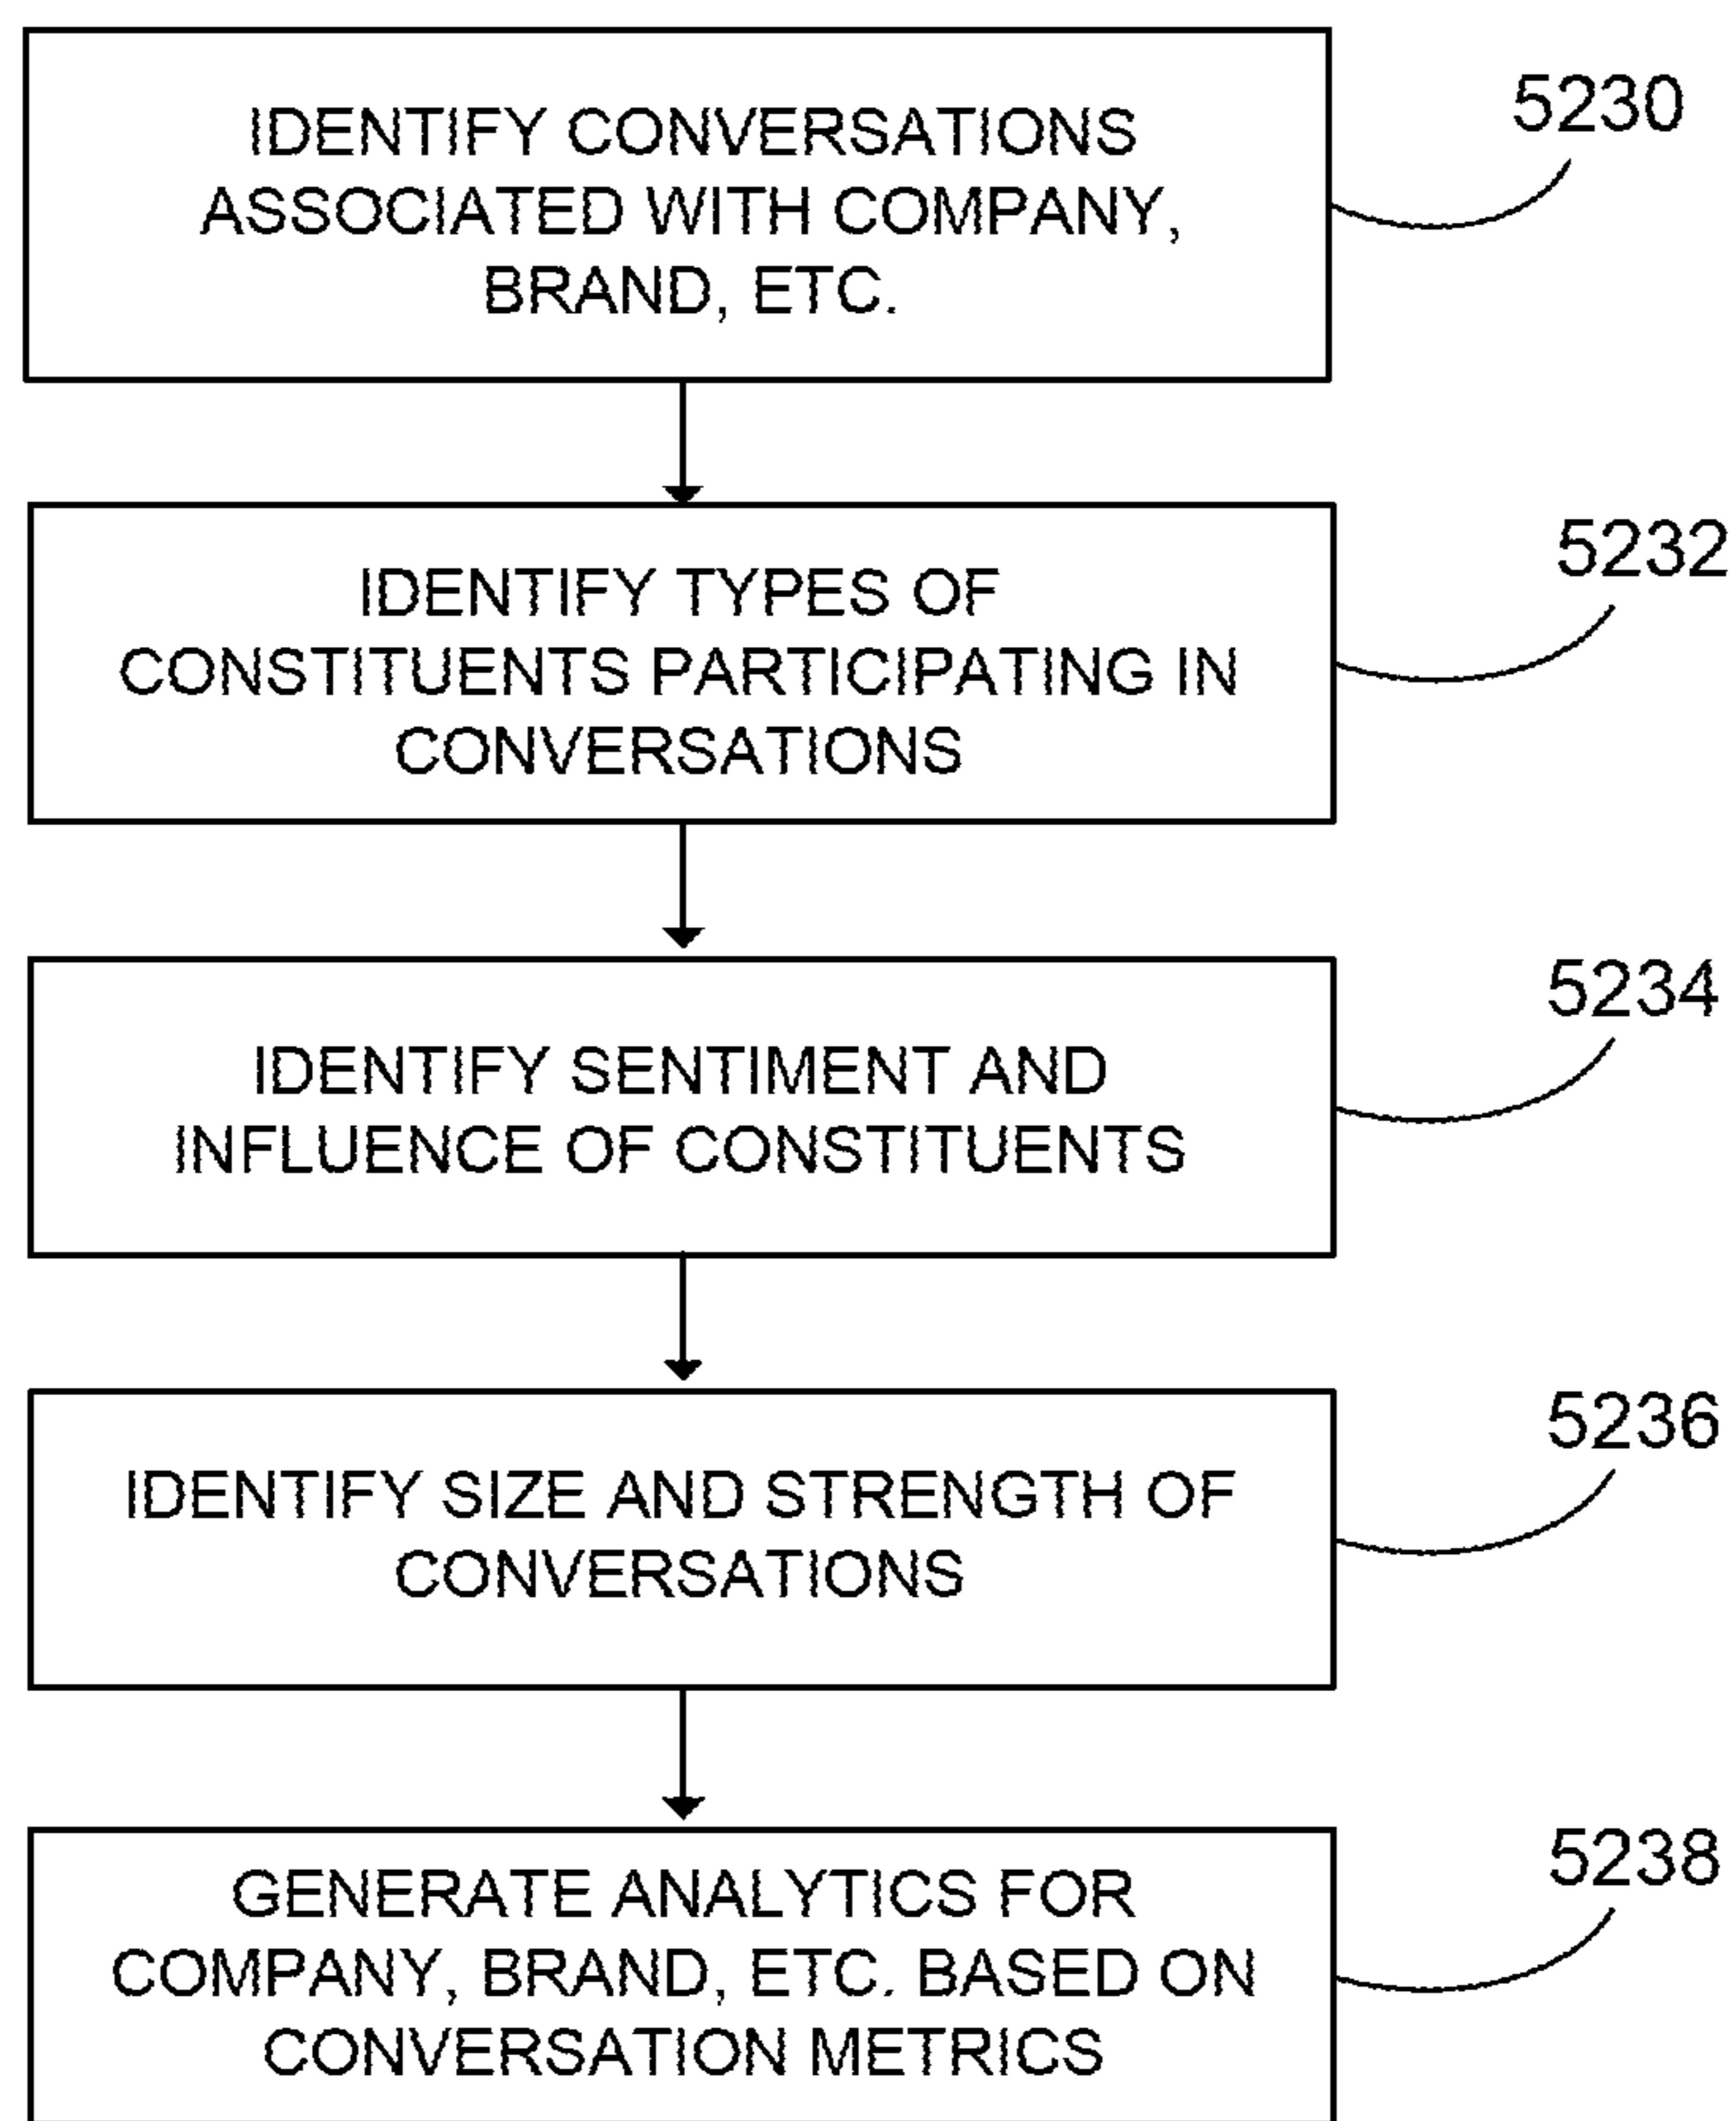 IDENTIFY CONVERSATIONS
ASSOCIATED WITH COMPANY,
BRAND, ETC.
5230
IDENTIFY TYPES OF
CONSTITUENTS PARTICIPATING IN
CONVERSATIONS
5232
IDENTIFY SENTIMENT AND
INFLUENCE OF CONSTITUENTS
5234
IDENTIFY SIZE AND STRENGTH OF
CONVERSATIONS
5236
GENERATE ANALYTICS FOR
COMPANY, BRAND, ETC. BASED ON
CONVERSATION METRICS
5238